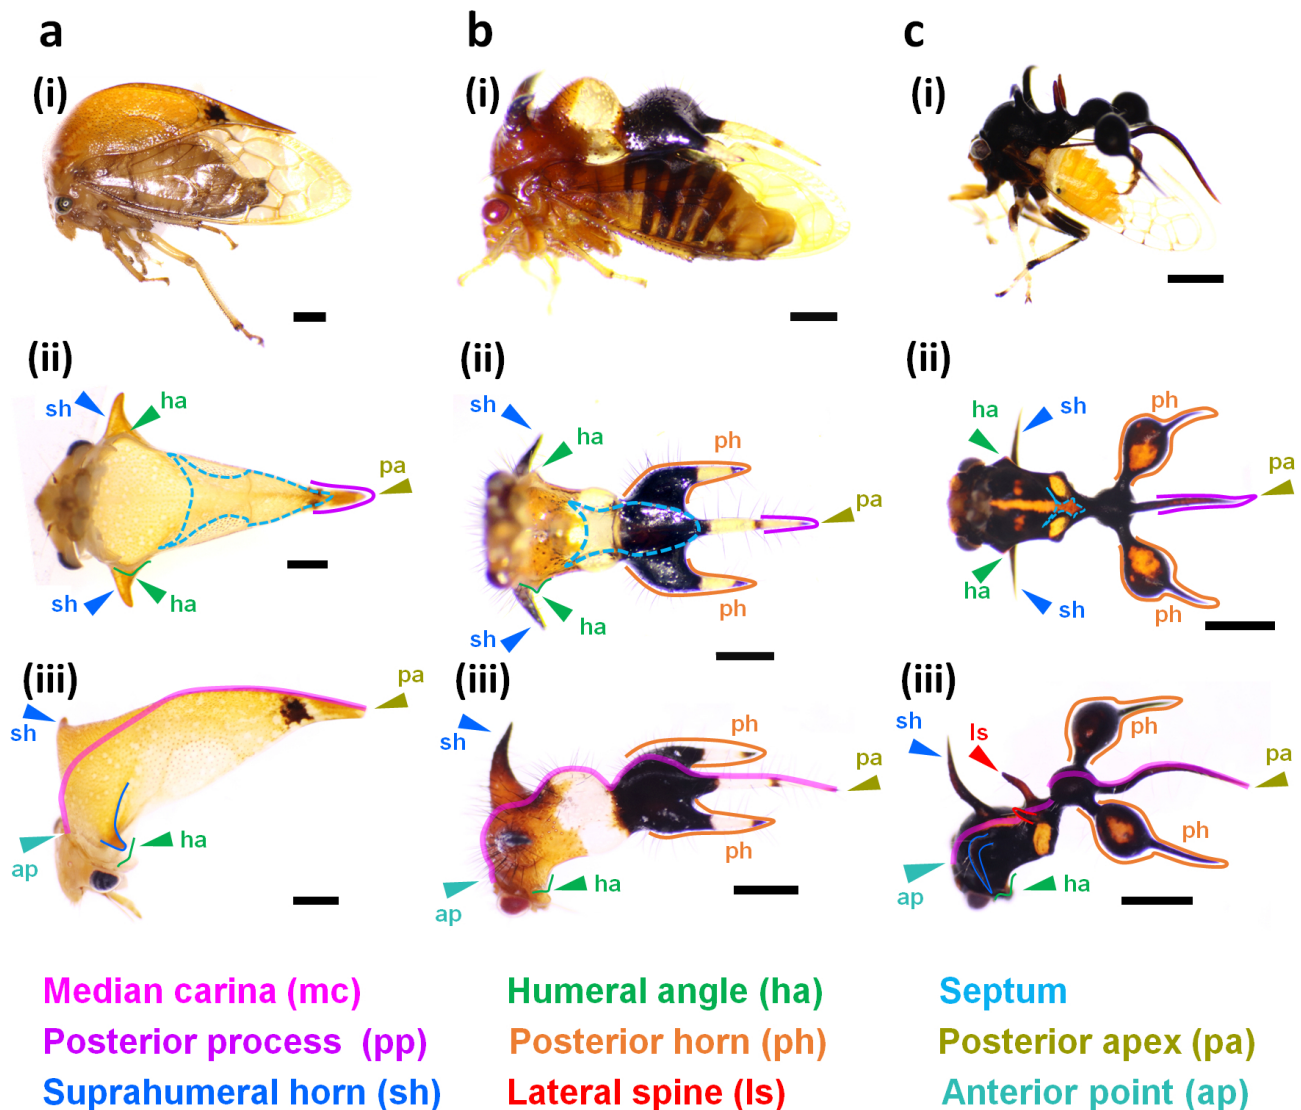 a b c
(i) (i) (i)
(ii) (ii) (ii)
sh ha
sh ha
pa
sh
ha
ph
pa
ha
sh
ph
ha sh
ph
pa
ha
sh
ph
(iii) (iii) (iii)
sh
pa
ap
ha
sh
ph
pa
ph
ap
ha
sh
ls
ph
pa
ph
ap
ha
Median carina (mc) Humeral angle (ha) Septum
Posterior process (pp) Posterior horn (ph) Posterior apex (pa)
Suprahumeral horn (sh) Lateral spine (ls) Anterior point (ap)